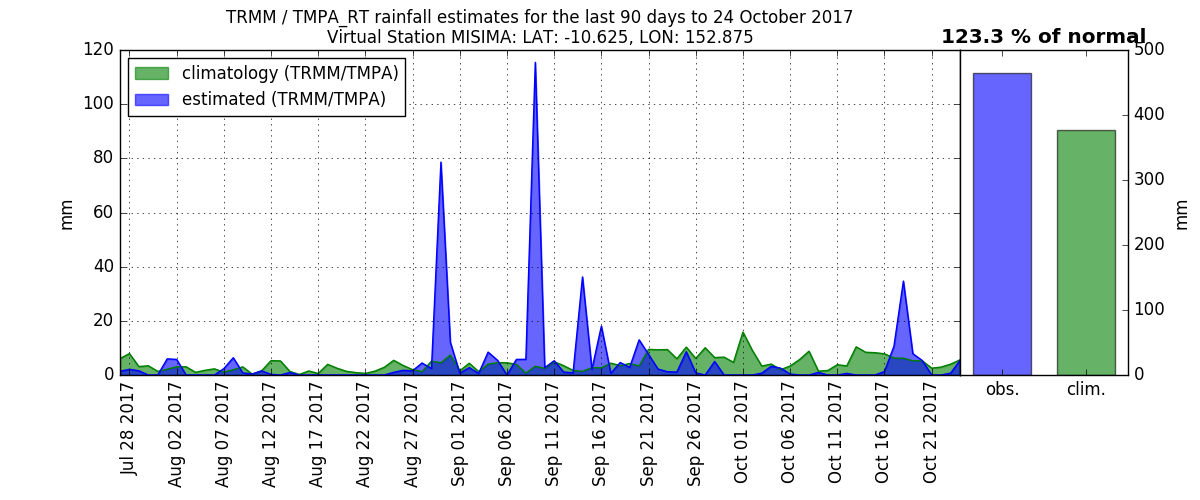 TRMM / TMPA_RT rainfall estimates for the last 90 days to 24 October 2017
Virtual Station MISIMA: LAT: -10.625, LON: 152.875
123.3 % of normal
climatology (TRMM/TMPA)
estimated (TRMM/TMPA)
120
100
80
60
40
20
0
mm
Jul 28 2017
Aug 02 2017
Aug 07 2017
Aug 12 2017
Aug 17 2017
Aug 22 2017
Aug 27 2017
Sep 01 2017
Sep 06 2017
Sep 11 2017
Sep 16 2017
Sep 21 2017
Sep 26 2017
Oct 01 2017
Oct 06 2017
Oct 11 2017
Oct 16 2017
Oct 21 2017
500
400
300
200
100
0
mm
obs.
clim.